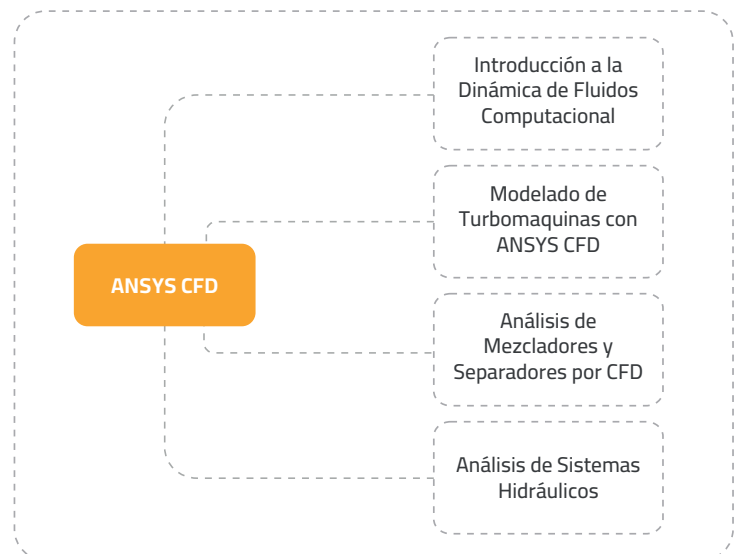 Introducción a la
Dinámica de Fluidos
Computacional
Modelado de
Turbomaquinas con
ANSYS CFD
ANSYS CFD
Análisis de
Mezcladores y
Separadores por CFD
Análisis de Sistemas
Hidráulicos